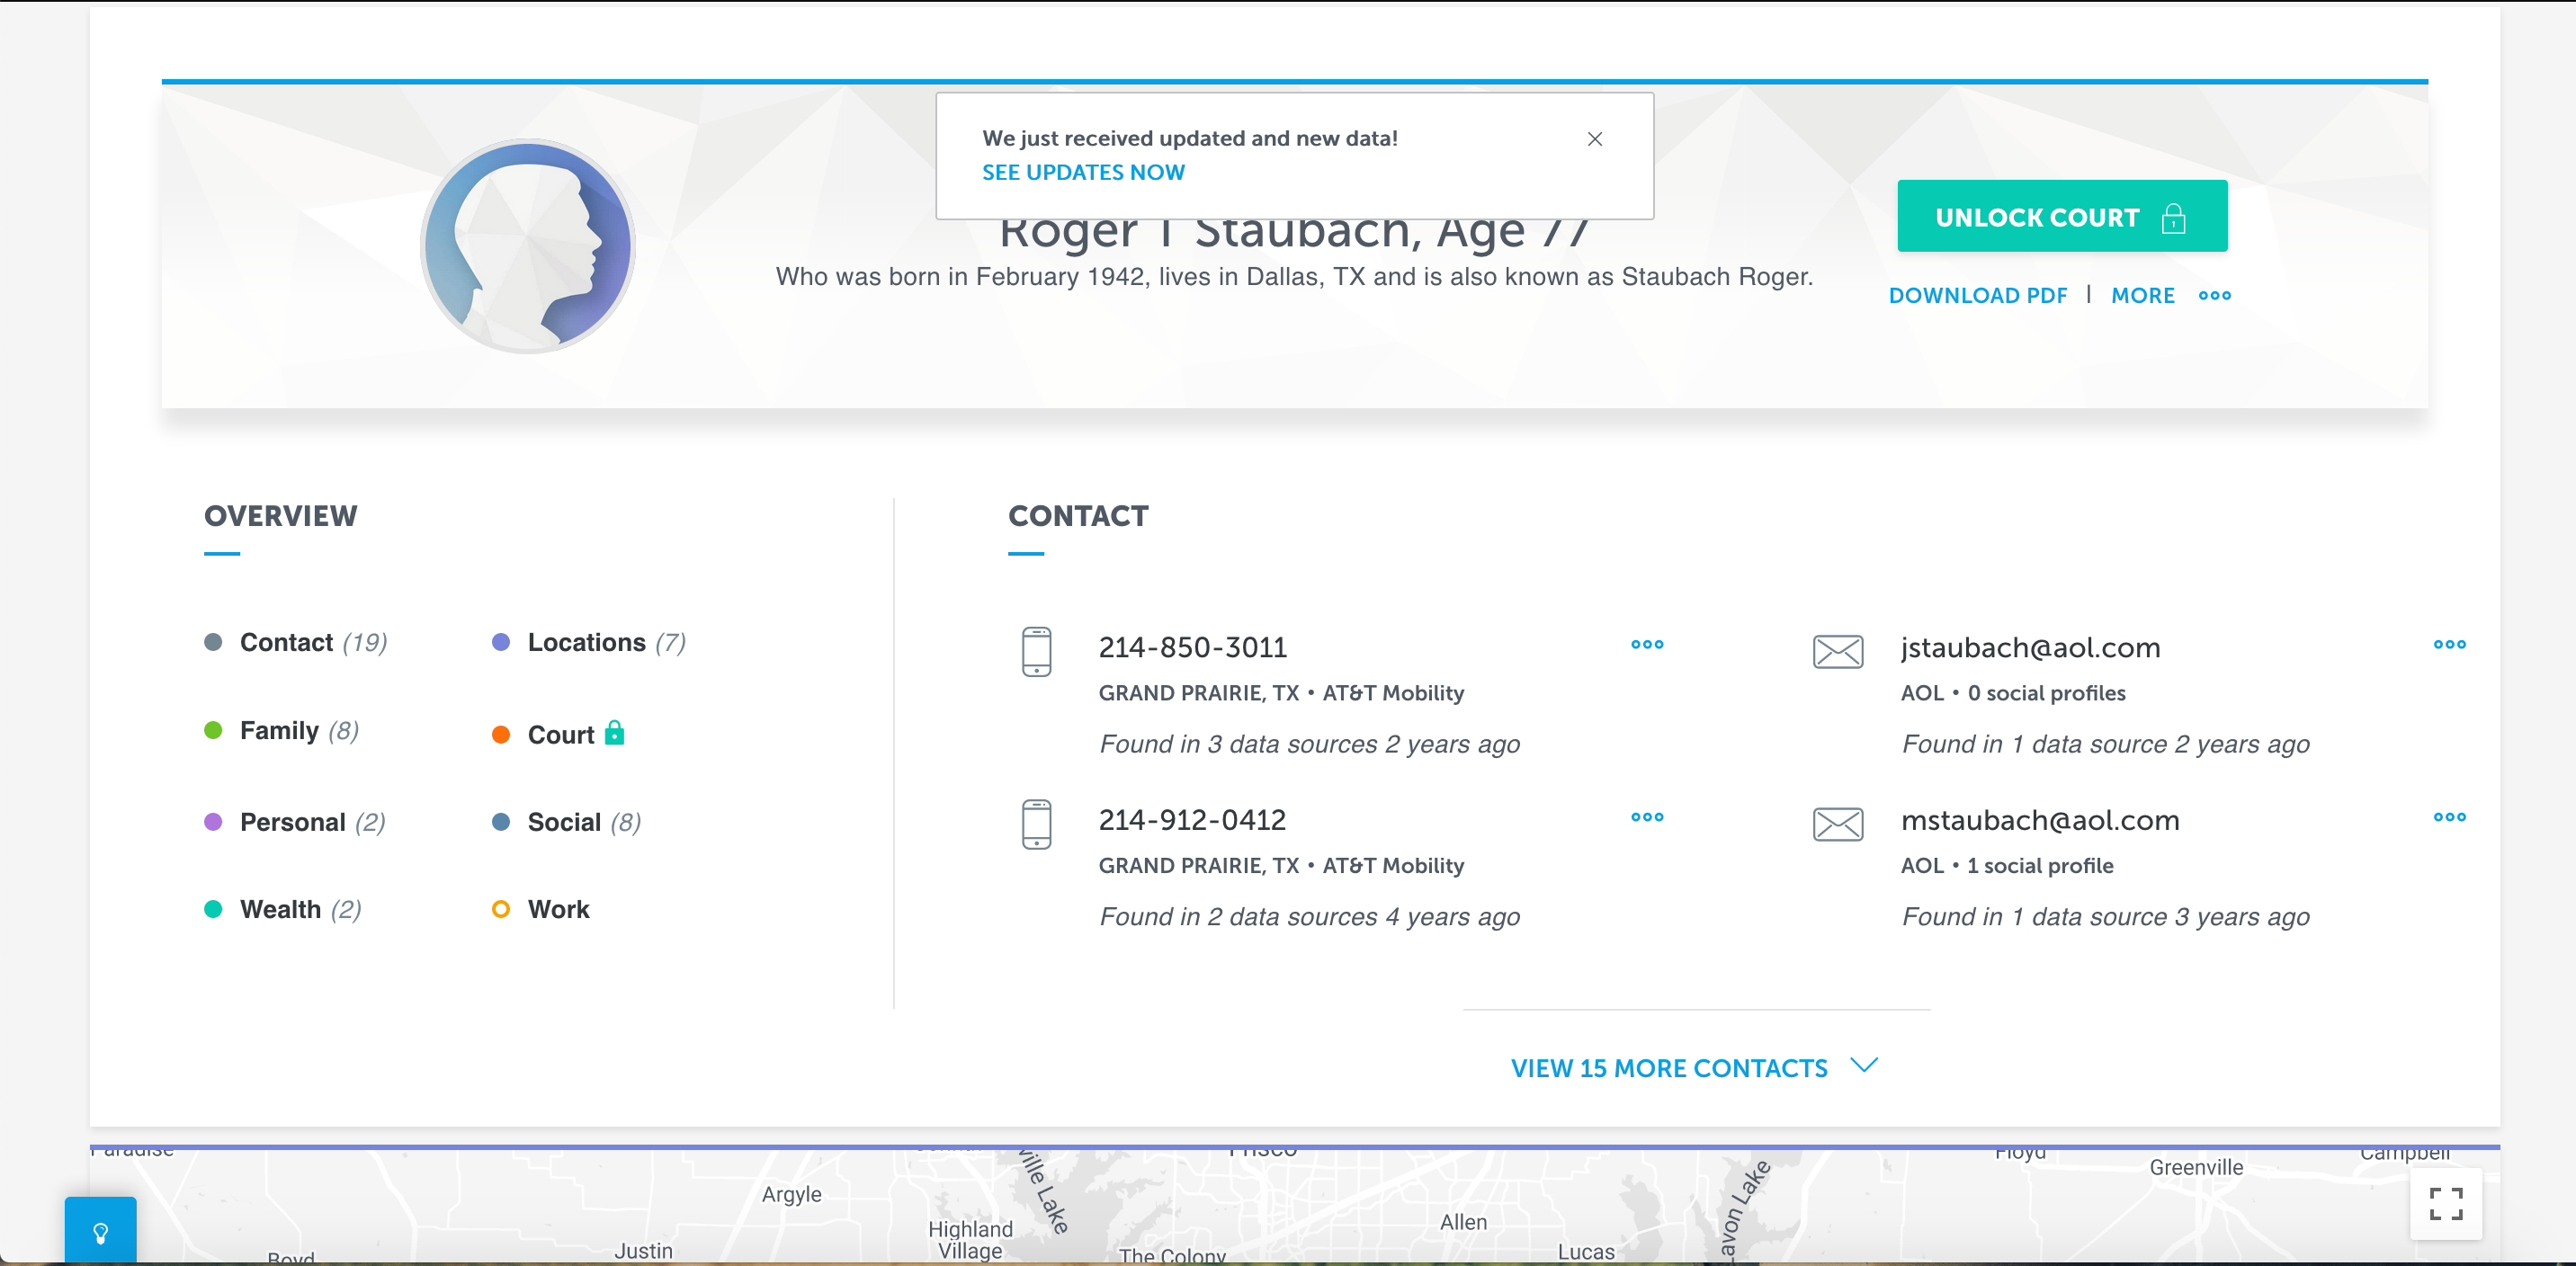 We just received updated and new data!
SEE UPDATES NOW
Roger T Staubach, Age 77
Who was born in February 1942, lives in Dallas, TX and is also known as Staubach Roger.
UNLOCK COURT
DOWNLOAD PDF | MORE
OVERVIEW
Contact (19)
Locations (7)
Family (8)
Court
Personal (2)
Social (8)
Wealth (2)
Work
CONTACT
214-850-3011
GRAND PRAIRIE, TX • AT&T Mobility
Found in 3 data sources 2 years ago
jstaubach@aol.com
AOL • 0 social profiles
Found in 1 data source 2 years ago
214-912-0412
GRAND PRAIRIE, TX • AT&T Mobility
Found in 2 data sources 4 years ago
mstaubach@aol.com
AOL • 1 social profile
Found in 1 data source 3 years ago
VIEW 15 MORE CONTACTS
Paradise
Frisco
Floyd
Campbell
ville Lake
Greenville
Argyle
Lavon Lake
Highland
Village
Allen
Boyd
Justin
The Colony
Lucas